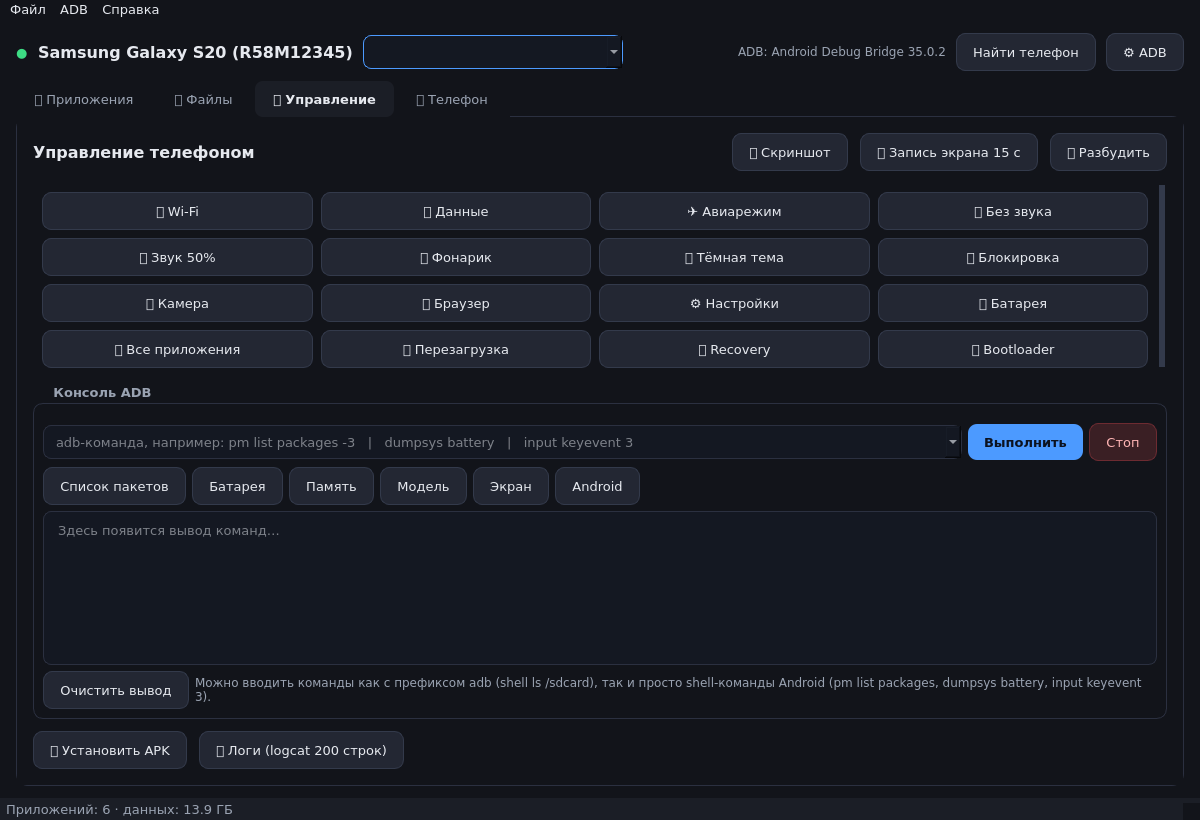 Файл ADB Справка
Samsung Galaxy S20 (R58M12345) ADB: Android Debug Bridge 35.0.2 Найти телефон ⚙ ADB
Приложения Файлы Управление Телефон
Управление телефоном Скриншот Запись экрана 15 с Разбудить
Wi-Fi Данные ✈ Авиарежим Без звука
Звук 50% Фонарик Тёмная тема Блокировка
Камера Браузер ⚙ Настройки Батарея
Все приложения Перезагрузка Recovery Bootloader
Консоль ADB
adb-команда, например: pm list packages -3 | dumpsys battery | input keyevent 3 Выполнить Стоп
Список пакетов Батарея Память Модель Экран Android
Здесь появится вывод команд…
Очистить вывод Можно вводить команды как с префиксом adb (shell ls /sdcard), так и просто shell-команды Android (pm list packages, dumpsys battery, input keyevent
3).
Установить APK Логи (logcat 200 строк)
Приложений: 6 · данных: 13.9 ГБ